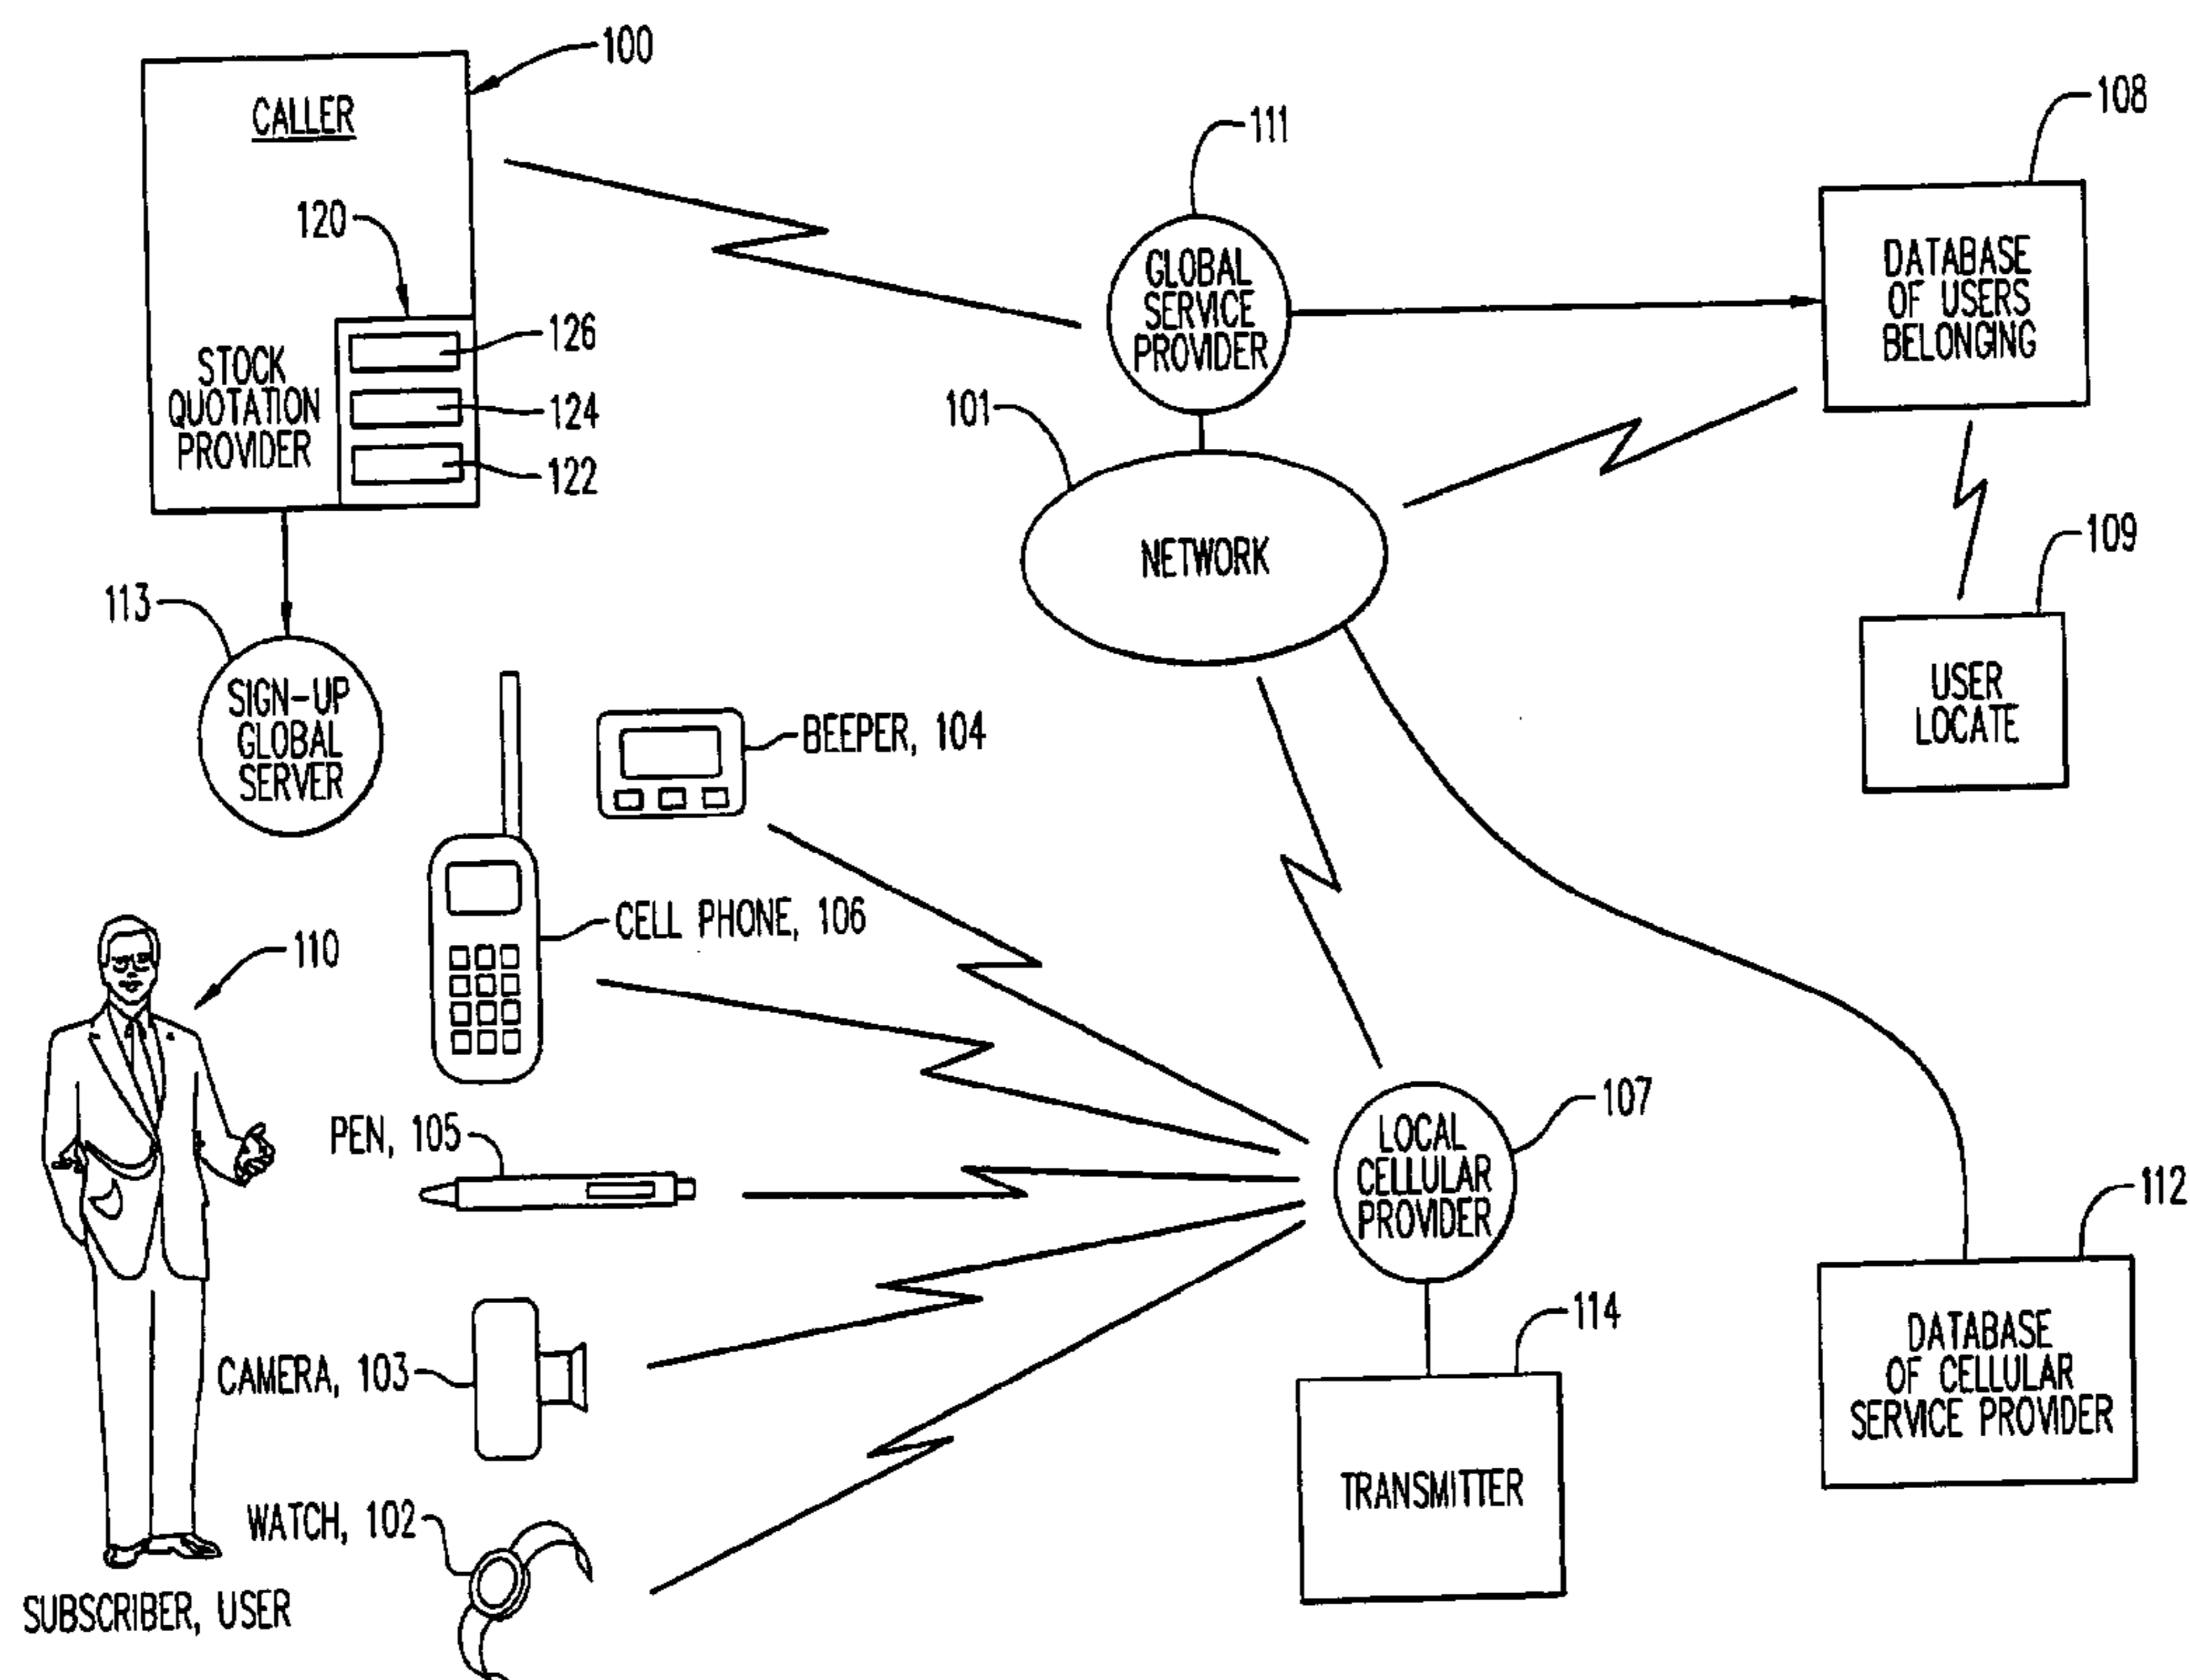 100
CALLER
120
126
STOCK
QUOTATION
PROVIDER
124
122
113
SIGN-UP
GLOBAL
SERVER
111
GLOBAL
SERVICE
PROVIDER
101
NETWORK
108
DATABASE
OF USERS
BELONGING
109
USER
LOCATE
BEEPER, 104
CELL PHONE, 106
110
PEN, 105
CAMERA, 103
WATCH, 102
SUBSCRIBER, USER
107
LOCAL
CELLULAR
PROVIDER
114
TRANSMITTER
112
DATABASE
OF CELLULAR
SERVICE PROVIDER